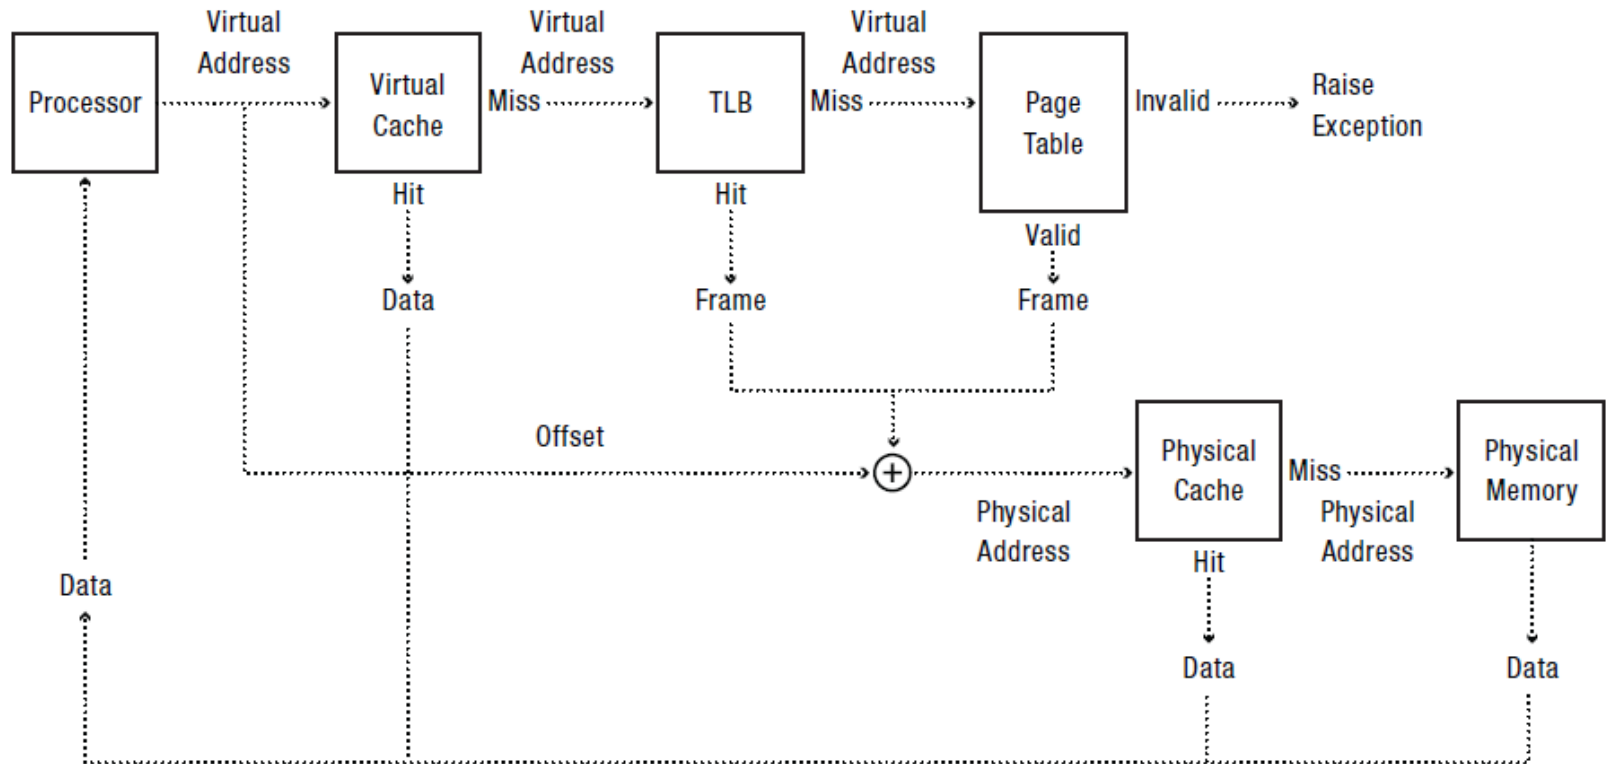 Virtual
Address
Virtual
Address
Virtual
Address
Processor
Virtual
Cache
Miss
TLB
Miss
Page
Table
Invalid
Raise
Exception
Hit
Hit
Valid
Data
Frame
Frame
Offset
+
Physical
Address
Physical
Cache
Miss
Physical
Address
Physical
Memory
Hit
Data
Data
Data